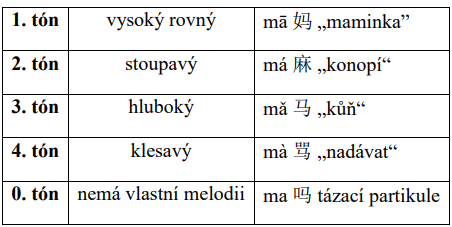 1. tón vysoký rovný mā 妈 „maminka”
2. tón stoupavý má 麻 „konopí“
3. tón hluboký mǎ 马 „kůň“
4. tón klesavý mà 骂 „nadávat“
0. tón nemá vlastní melodii ma 吗 tázací partikule